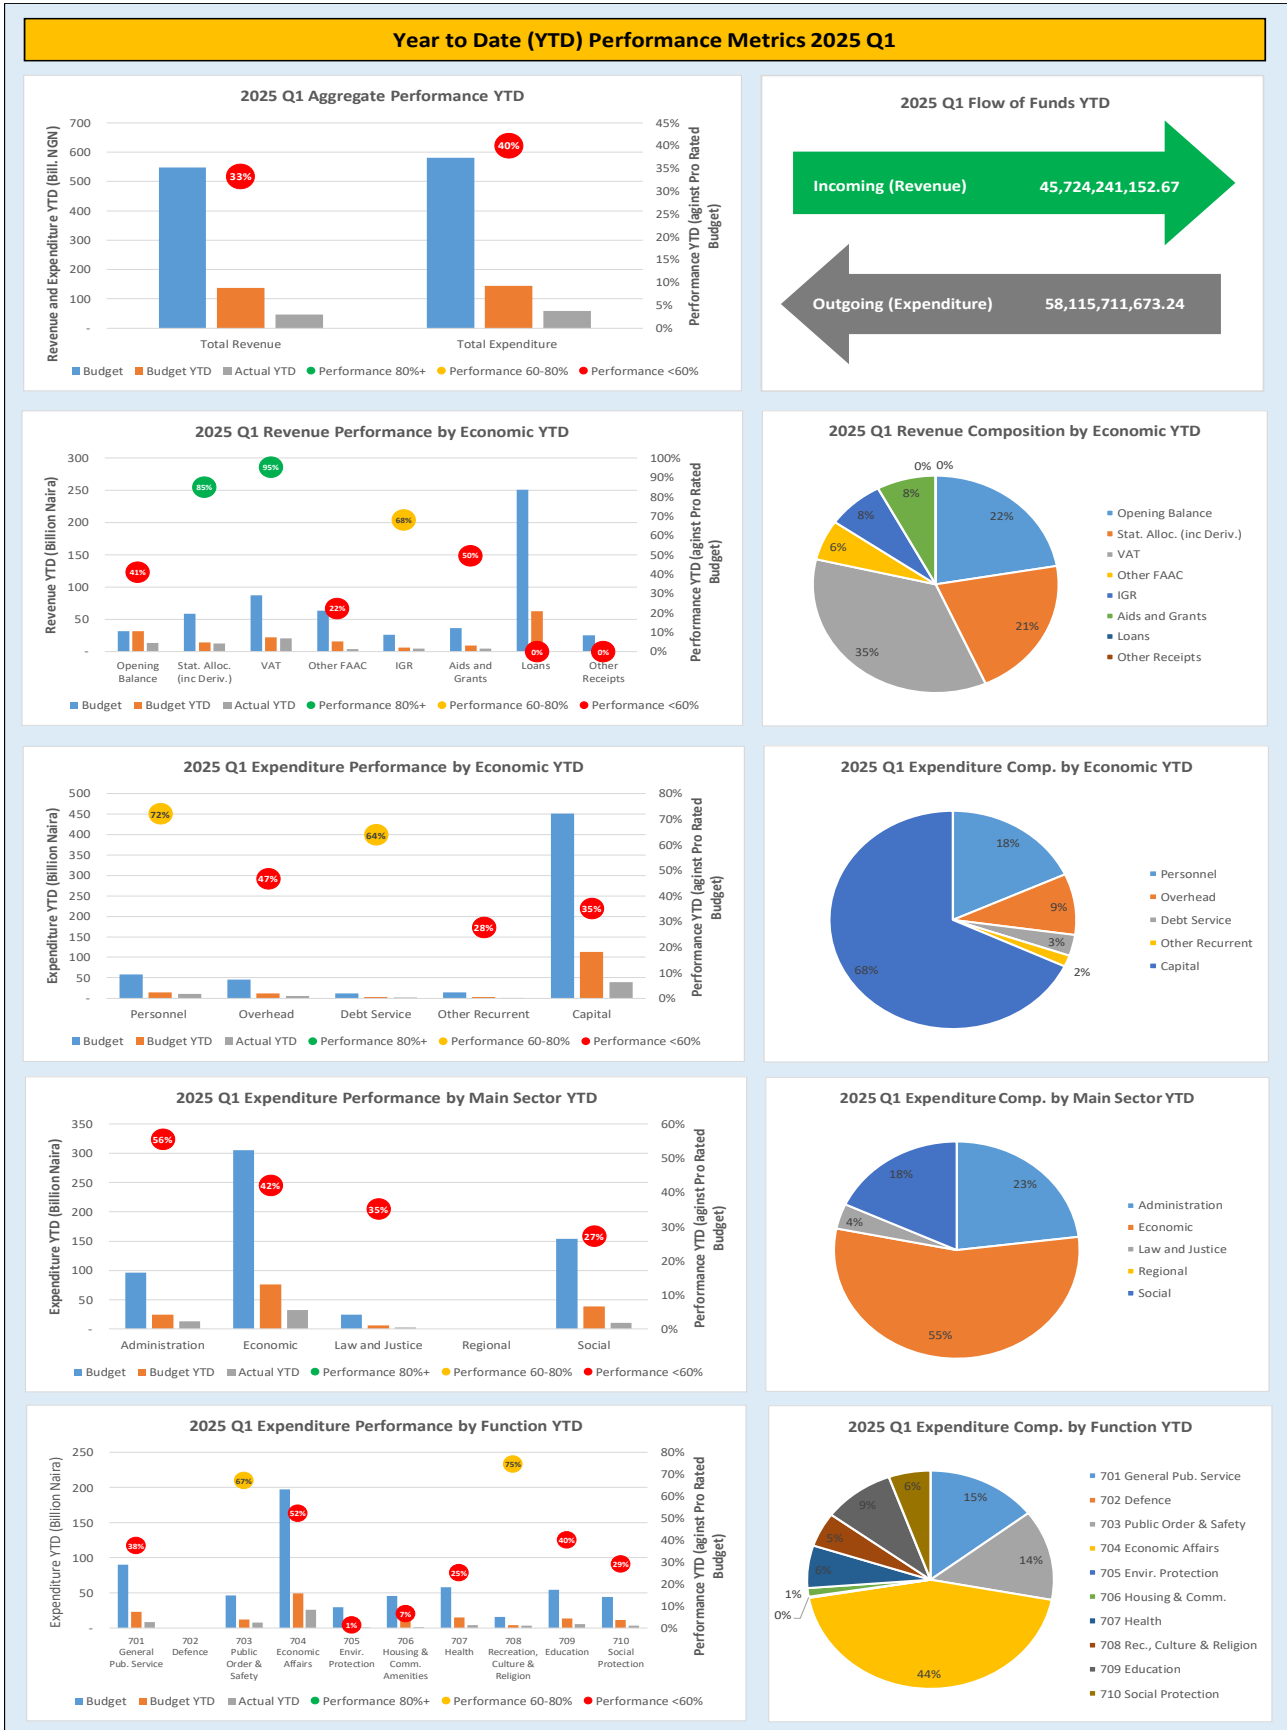 Year to Date (YTD) Performance Metrics 2025 Q1
2025 Q1 Aggregate Performance YTD
Revenue and Expenditure YTD (Bill. NGN)
700
600
500
400
300
200
100
-
45%
40%
35%
30%
25%
20%
15%
10%
5%
0%
Performance YTD (aginst Pro Rated
Budget)
33%
40%
Total Revenue
Total Expenditure
Budget
Budget YTD
Actual YTD
Performance 80%+
Performance 60-80%
Performance <60%
2025 Q1 Flow of Funds YTD
Incoming (Revenue) 45,724,241,152.67
Outgoing (Expenditure) 58,115,711,673.24
2025 Q1 Revenue Performance by Economic YTD
Revenue YTD (Billion Naira)
300
250
200
150
100
50
-
100%
90%
80%
70%
60%
50%
40%
30%
20%
10%
0%
Performance YTD (aginst Pro Rated
Budget)
41%
85%
95%
22%
68%
50%
0%
0%
Opening
Balance
Stat. Alloc.
(inc Deriv.)
VAT
Other FAAC
IGR
Aids and
Grants
Loans
Other
Receipts
Budget
Budget YTD
Actual YTD
Performance 80%+
Performance 60-80%
Performance <60%
2025 Q1 Revenue Composition by Economic YTD
0%
0%
22%
21%
35%
6%
8%
8%
Opening Balance
Stat. Alloc. (inc Deriv.)
VAT
Other FAAC
IGR
Aids and Grants
Loans
Other Receipts
2025 Q1 Expenditure Performance by Economic YTD
Expenditure YTD (Billion Naira)
500
450
400
350
300
250
200
150
100
50
-
80%
70%
60%
50%
40%
30%
20%
10%
0%
Performance YTD (aginst Pro Rated
Budget)
72%
47%
64%
28%
35%
Personnel
Overhead
Debt Service
Other Recurrent
Capital
Budget
Budget YTD
Actual YTD
Performance 80%+
Performance 60-80%
Performance <60%
2025 Q1 Expenditure Comp. by Economic YTD
18%
9%
3%
2%
68%
Personnel
Overhead
Debt Service
Other Recurrent
Capital
2025 Q1 Expenditure Performance by Main Sector YTD
Expenditure YTD (Billion Naira)
350
300
250
200
150
100
50
-
60%
50%
40%
30%
20%
10%
0%
Performance YTD (aginst Pro Rated
Budget)
56%
42%
35%
27%
Administration
Economic
Law and Justice
Regional
Social
Budget
Budget YTD
Actual YTD
Performance 80%+
Performance 60-80%
Performance <60%
2025 Q1 Expenditure Comp. by Main Sector YTD
23%
55%
4%
18%
Administration
Economic
Law and Justice
Regional
Social
2025 Q1 Expenditure Performance by Function YTD
Expenditure YTD (Billion Naira)
250
200
150
100
50
-
80%
70%
60%
50%
40%
30%
20%
10%
0%
Performance YTD (aginst Pro Rated
Budget)
38%
67%
52%
1%
7%
25%
75%
40%
29%
701
General
Pub. Service
702
Defence
703
Public
Order &
Safety
704
Economic
Affairs
705
Envir.
Protection
706
Housing &
Comm.
Amenities
707
Health
708
Recreation,
Culture &
Religion
709
Education
710
Social
Protection
Budget
Budget YTD
Actual YTD
Performance 80%+
Performance 60-80%
Performance <60%
2025 Q1 Expenditure Comp. by Function YTD
15%
14%
44%
0%
1%
6%
5%
9%
6%
701 General Pub. Service
702 Defence
703 Public Order & Safety
704 Economic Affairs
705 Envir. Protection
706 Housing & Comm.
707 Health
708 Rec., Culture & Religion
709 Education
710 Social Protection